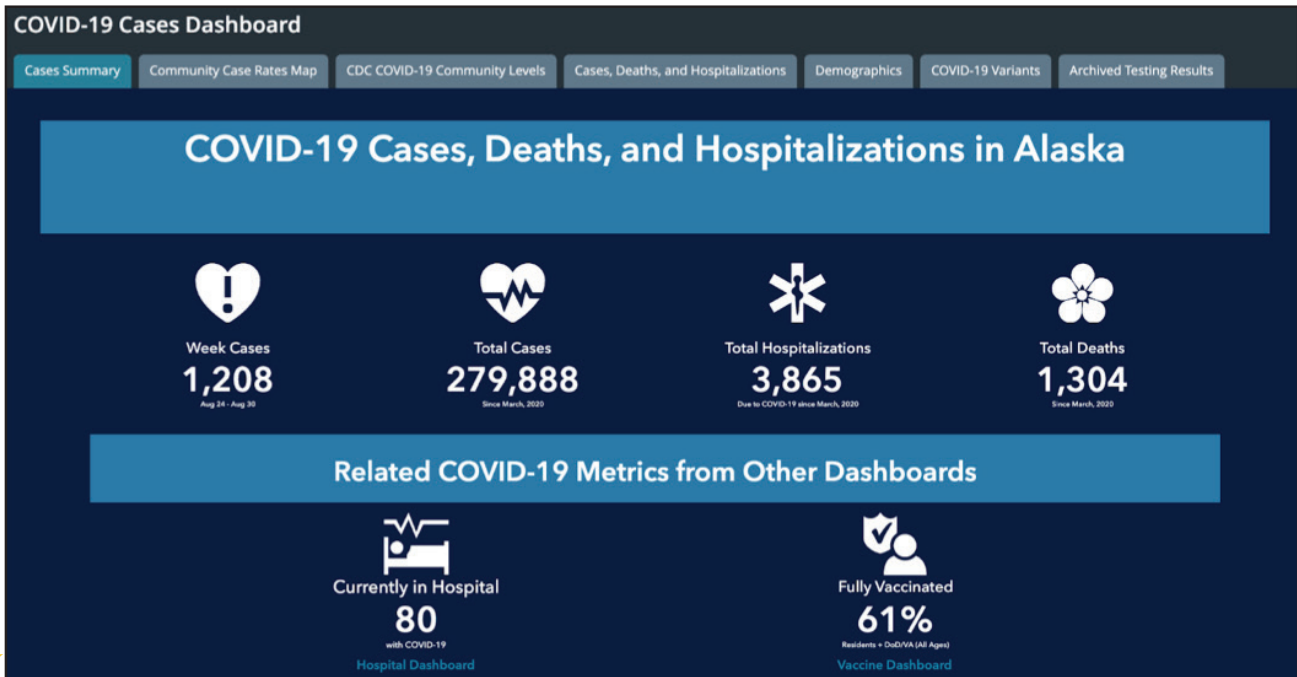 COVID-19 Cases Dashboard
Cases Summary
Community Case Rates Map
CDC COVID-19 Community Levels
Cases, Deaths, and Hospitalizations
Demographics
COVID-19 Variants
Archived Testing Results
COVID-19 Cases, Deaths, and Hospitalizations in Alaska
Week Cases
1,208
Aug 24 - Aug 30
Total Cases
279,888
Since March, 2020
Total Hospitalizations
3,865
Due to COVID-19 since March, 2020
Total Deaths
1,304
Since March, 2020
Related COVID-19 Metrics from Other Dashboards
Currently in Hospital
80
with COVID-19
Hospital Dashboard
Fully Vaccinated
61%
Residents + DoD/VA (All Ages)
Vaccine Dashboard